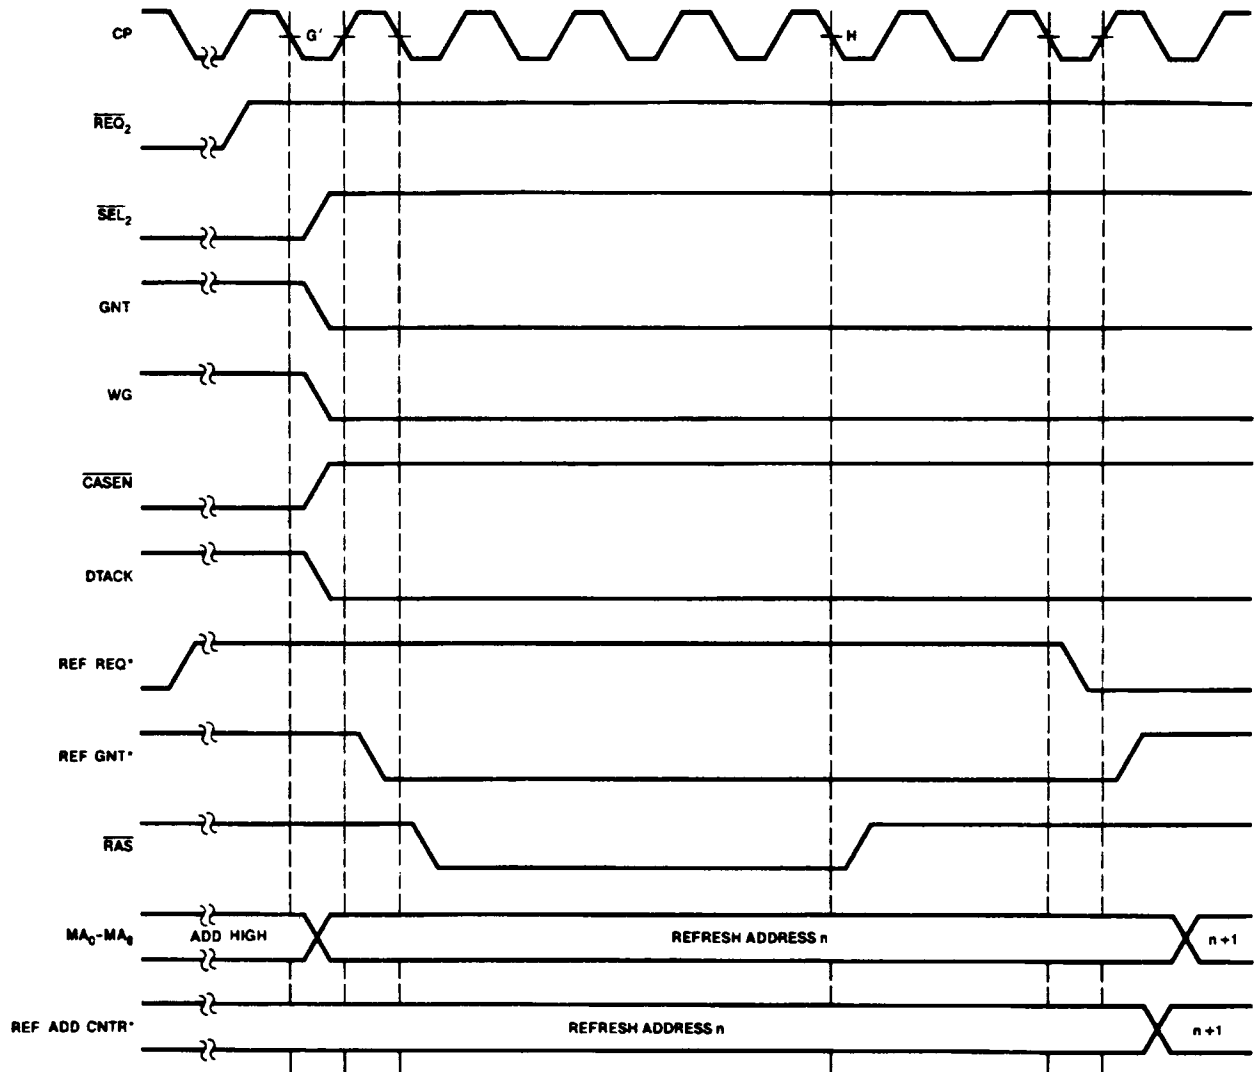 CP
G'
H
REQ2
SEL2
GNT
WG
CASEN
DTACK
REF REQ*
REF GNT*
RAS
MA0-MA8
ADD HIGH
REFRESH ADDRESS n
n+1
REF ADD CNTR*
REFRESH ADDRESS n
n+1